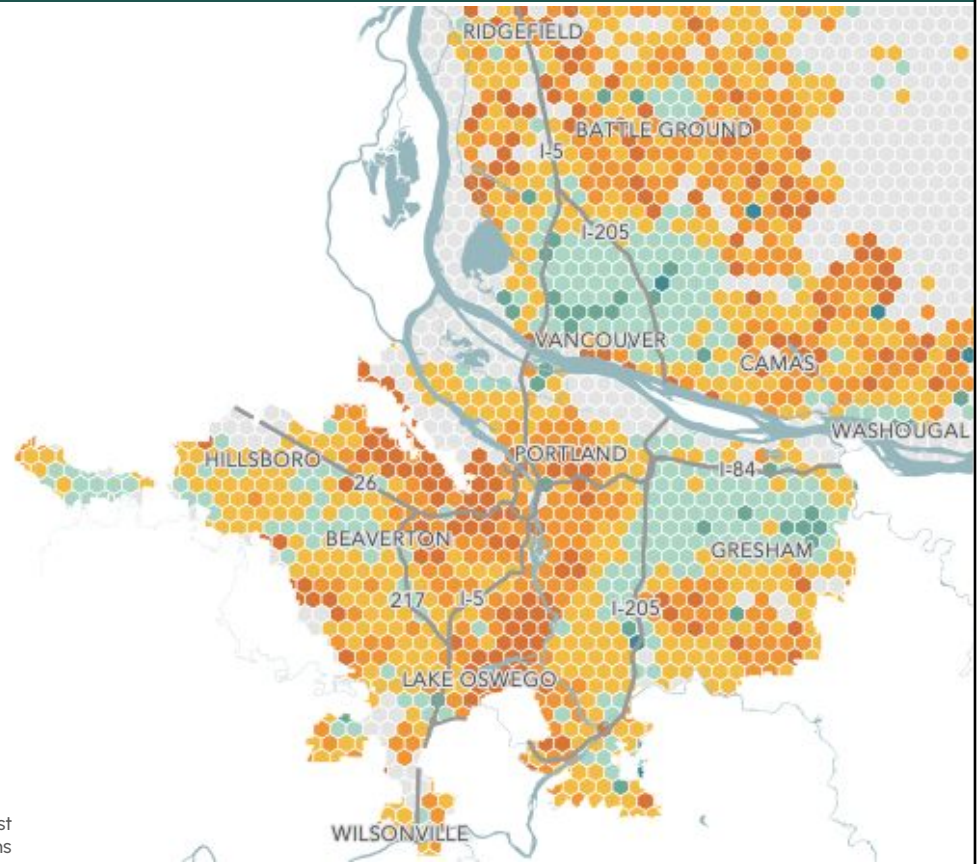 RIDGEFIELD
BATTLE GROUND
I-5
I-205
VANCOUVER
CAMAS
WASHOUGAL
PORTLAND
HILLSBORO
I-84
26
BEAVERTON
GRESHAM
217
I-5
I-205
LAKE OSWEGO
WILSONVILLE